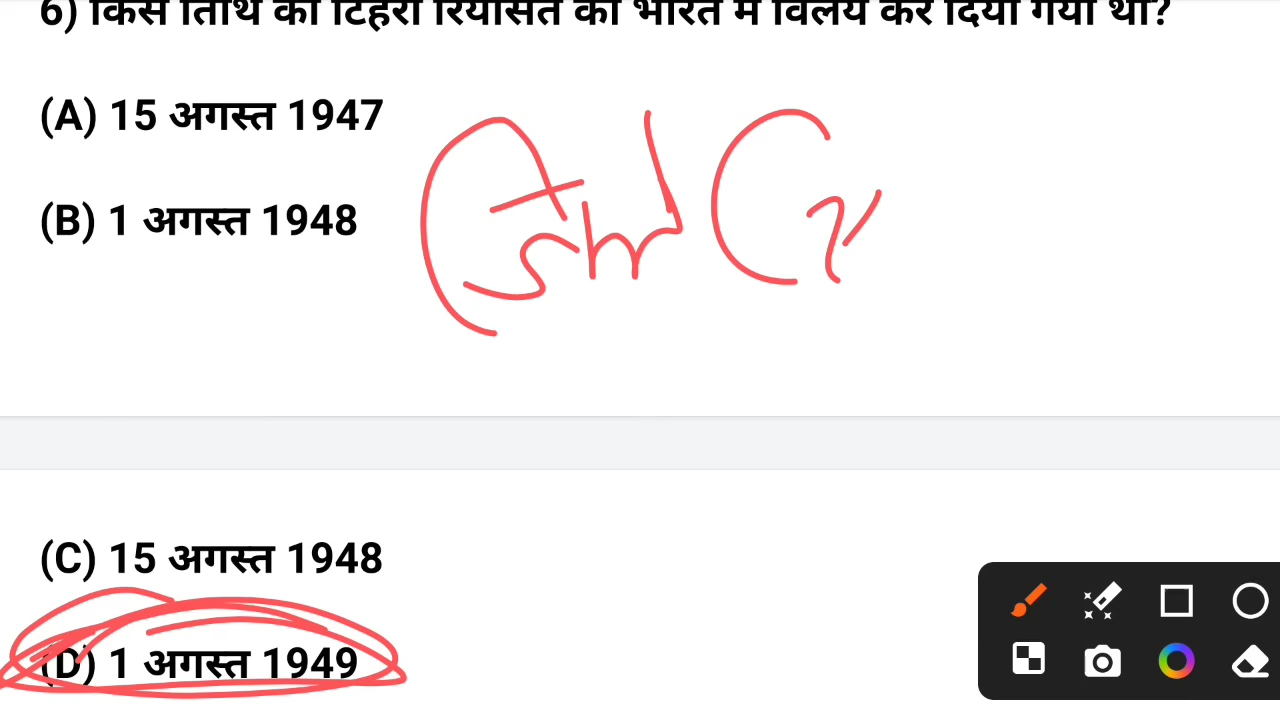 6) किस तिथि को टिहरी रियासत का भारत में विलय कर दिया गया था?
(A) 15 अगस्त 1947
(B) 1 अगस्त 1948
(C) 15 अगस्त 1948
(D) 1 अगस्त 1949